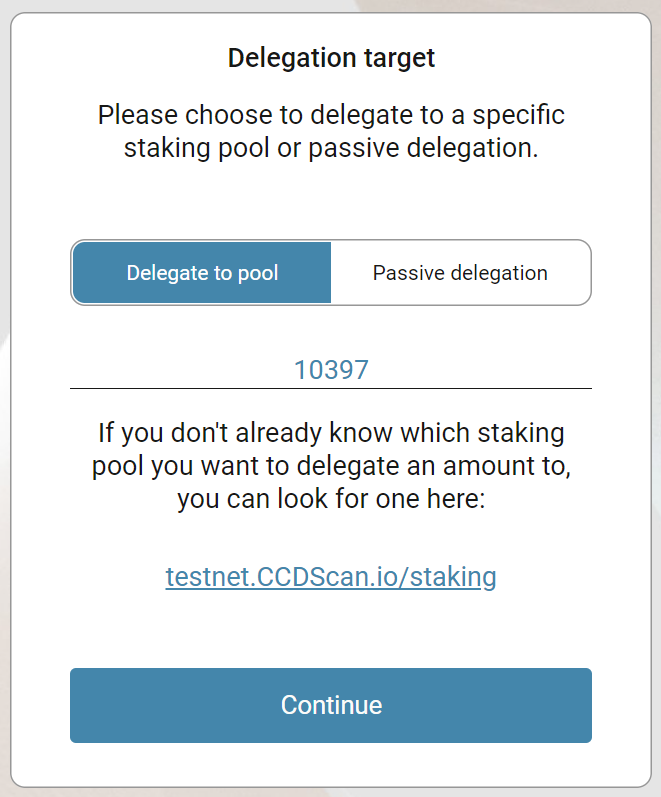 Delegation target
Please choose to delegate to a specific
staking pool or passive delegation.
Delegate to pool
Passive delegation
10397
If you don't already know which staking
pool you want to delegate an amount to,
you can look for one here:
testnet.CCDScan.io/staking
Continue